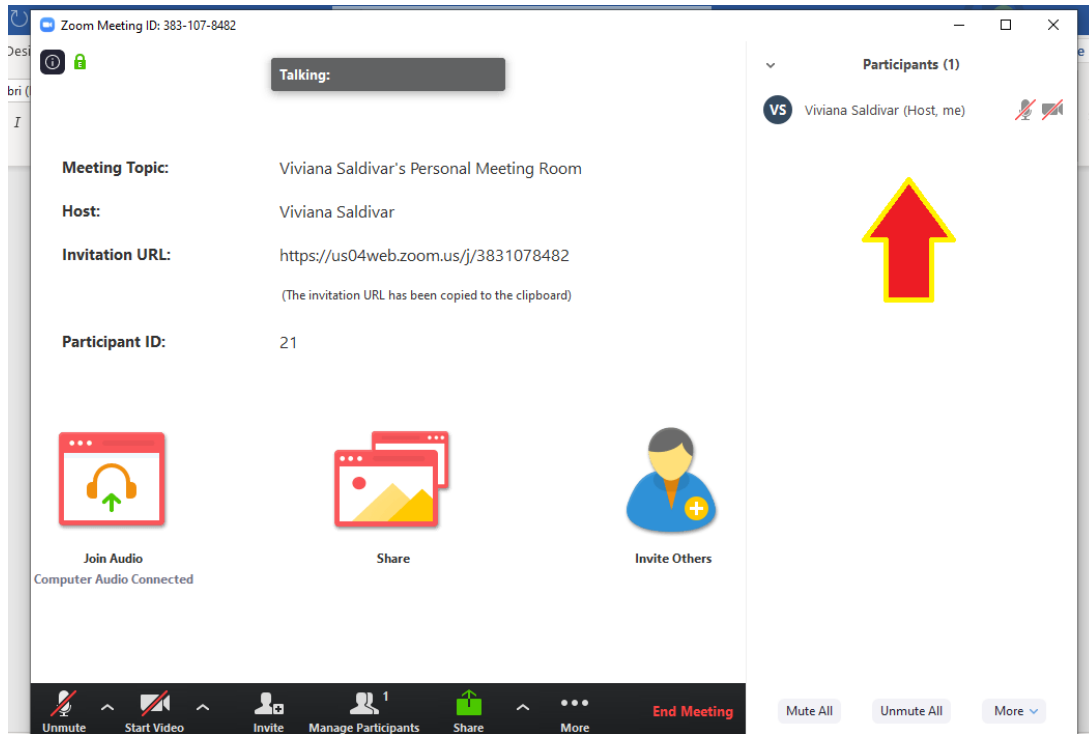 Zoom Meeting ID: 383-107-8482
Desi
e
bri (
I
Talking:
Participants (1)
VS Viviana Saldivar (Host, me)
Meeting Topic: Viviana Saldivar's Personal Meeting Room
Host: Viviana Saldivar
Invitation URL: https://us04web.zoom.us/j/3831078482
(The invitation URL has been copied to the clipboard)
Participant ID: 21
Join Audio Share Invite Others
Computer Audio Connected
1
Unmute Start Video Invite Manage Participants Share More End Meeting
Mute All Unmute All More